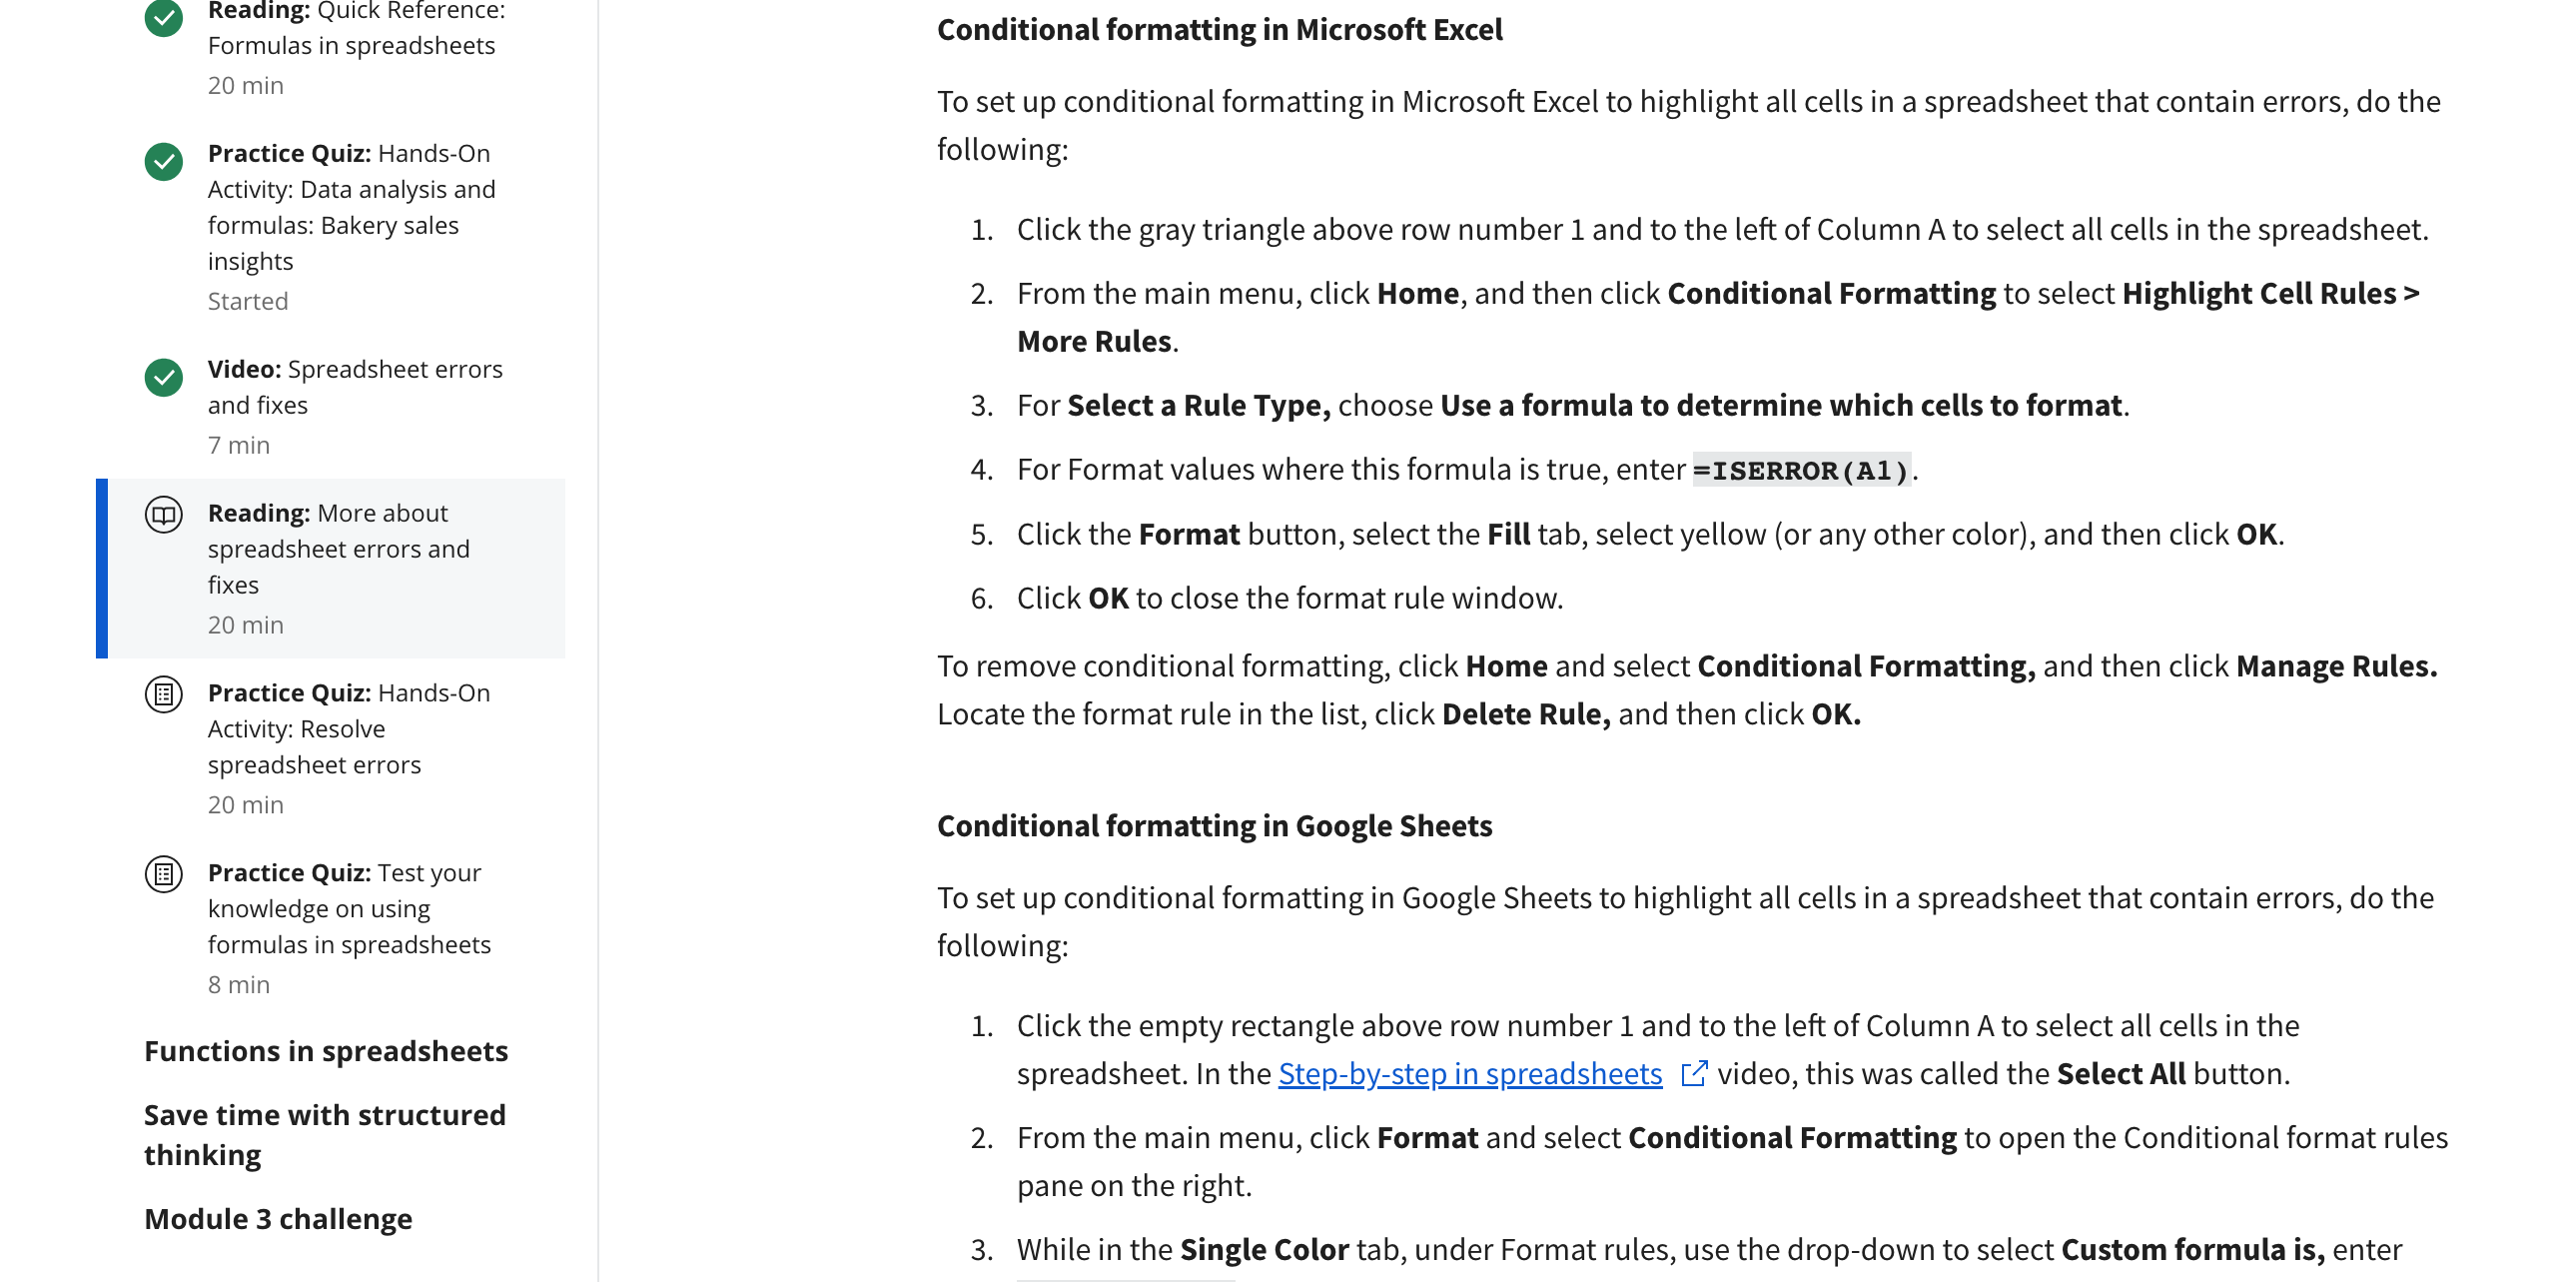 Reading: Quick Reference:
Formulas in spreadsheets
20 min
Practice Quiz: Hands-On
Activity: Data analysis and
formulas: Bakery sales
insights
Started
Video: Spreadsheet errors
and fixes
7 min
Reading: More about
spreadsheet errors and
fixes
20 min
Practice Quiz: Hands-On
Activity: Resolve
spreadsheet errors
20 min
Practice Quiz: Test your
knowledge on using
formulas in spreadsheets
8 min
Functions in spreadsheets
Save time with structured
thinking
Module 3 challenge
Conditional formatting in Microsoft Excel
To set up conditional formatting in Microsoft Excel to highlight all cells in a spreadsheet that contain errors, do the
following:
1. Click the gray triangle above row number 1 and to the left of Column A to select all cells in the spreadsheet.
2. From the main menu, click Home, and then click Conditional Formatting to select Highlight Cell Rules >
More Rules.
3. For Select a Rule Type, choose Use a formula to determine which cells to format.
4. For Format values where this formula is true, enter =ISERROR(A1).
5. Click the Format button, select the Fill tab, select yellow (or any other color), and then click OK.
6. Click OK to close the format rule window.
To remove conditional formatting, click Home and select Conditional Formatting, and then click Manage Rules.
Locate the format rule in the list, click Delete Rule, and then click OK.
Conditional formatting in Google Sheets
To set up conditional formatting in Google Sheets to highlight all cells in a spreadsheet that contain errors, do the
following:
1. Click the empty rectangle above row number 1 and to the left of Column A to select all cells in the
spreadsheet. In the Step-by-step in spreadsheets video, this was called the Select All button.
2. From the main menu, click Format and select Conditional Formatting to open the Conditional format rules
pane on the right.
3. While in the Single Color tab, under Format rules, use the drop-down to select Custom formula is, enter